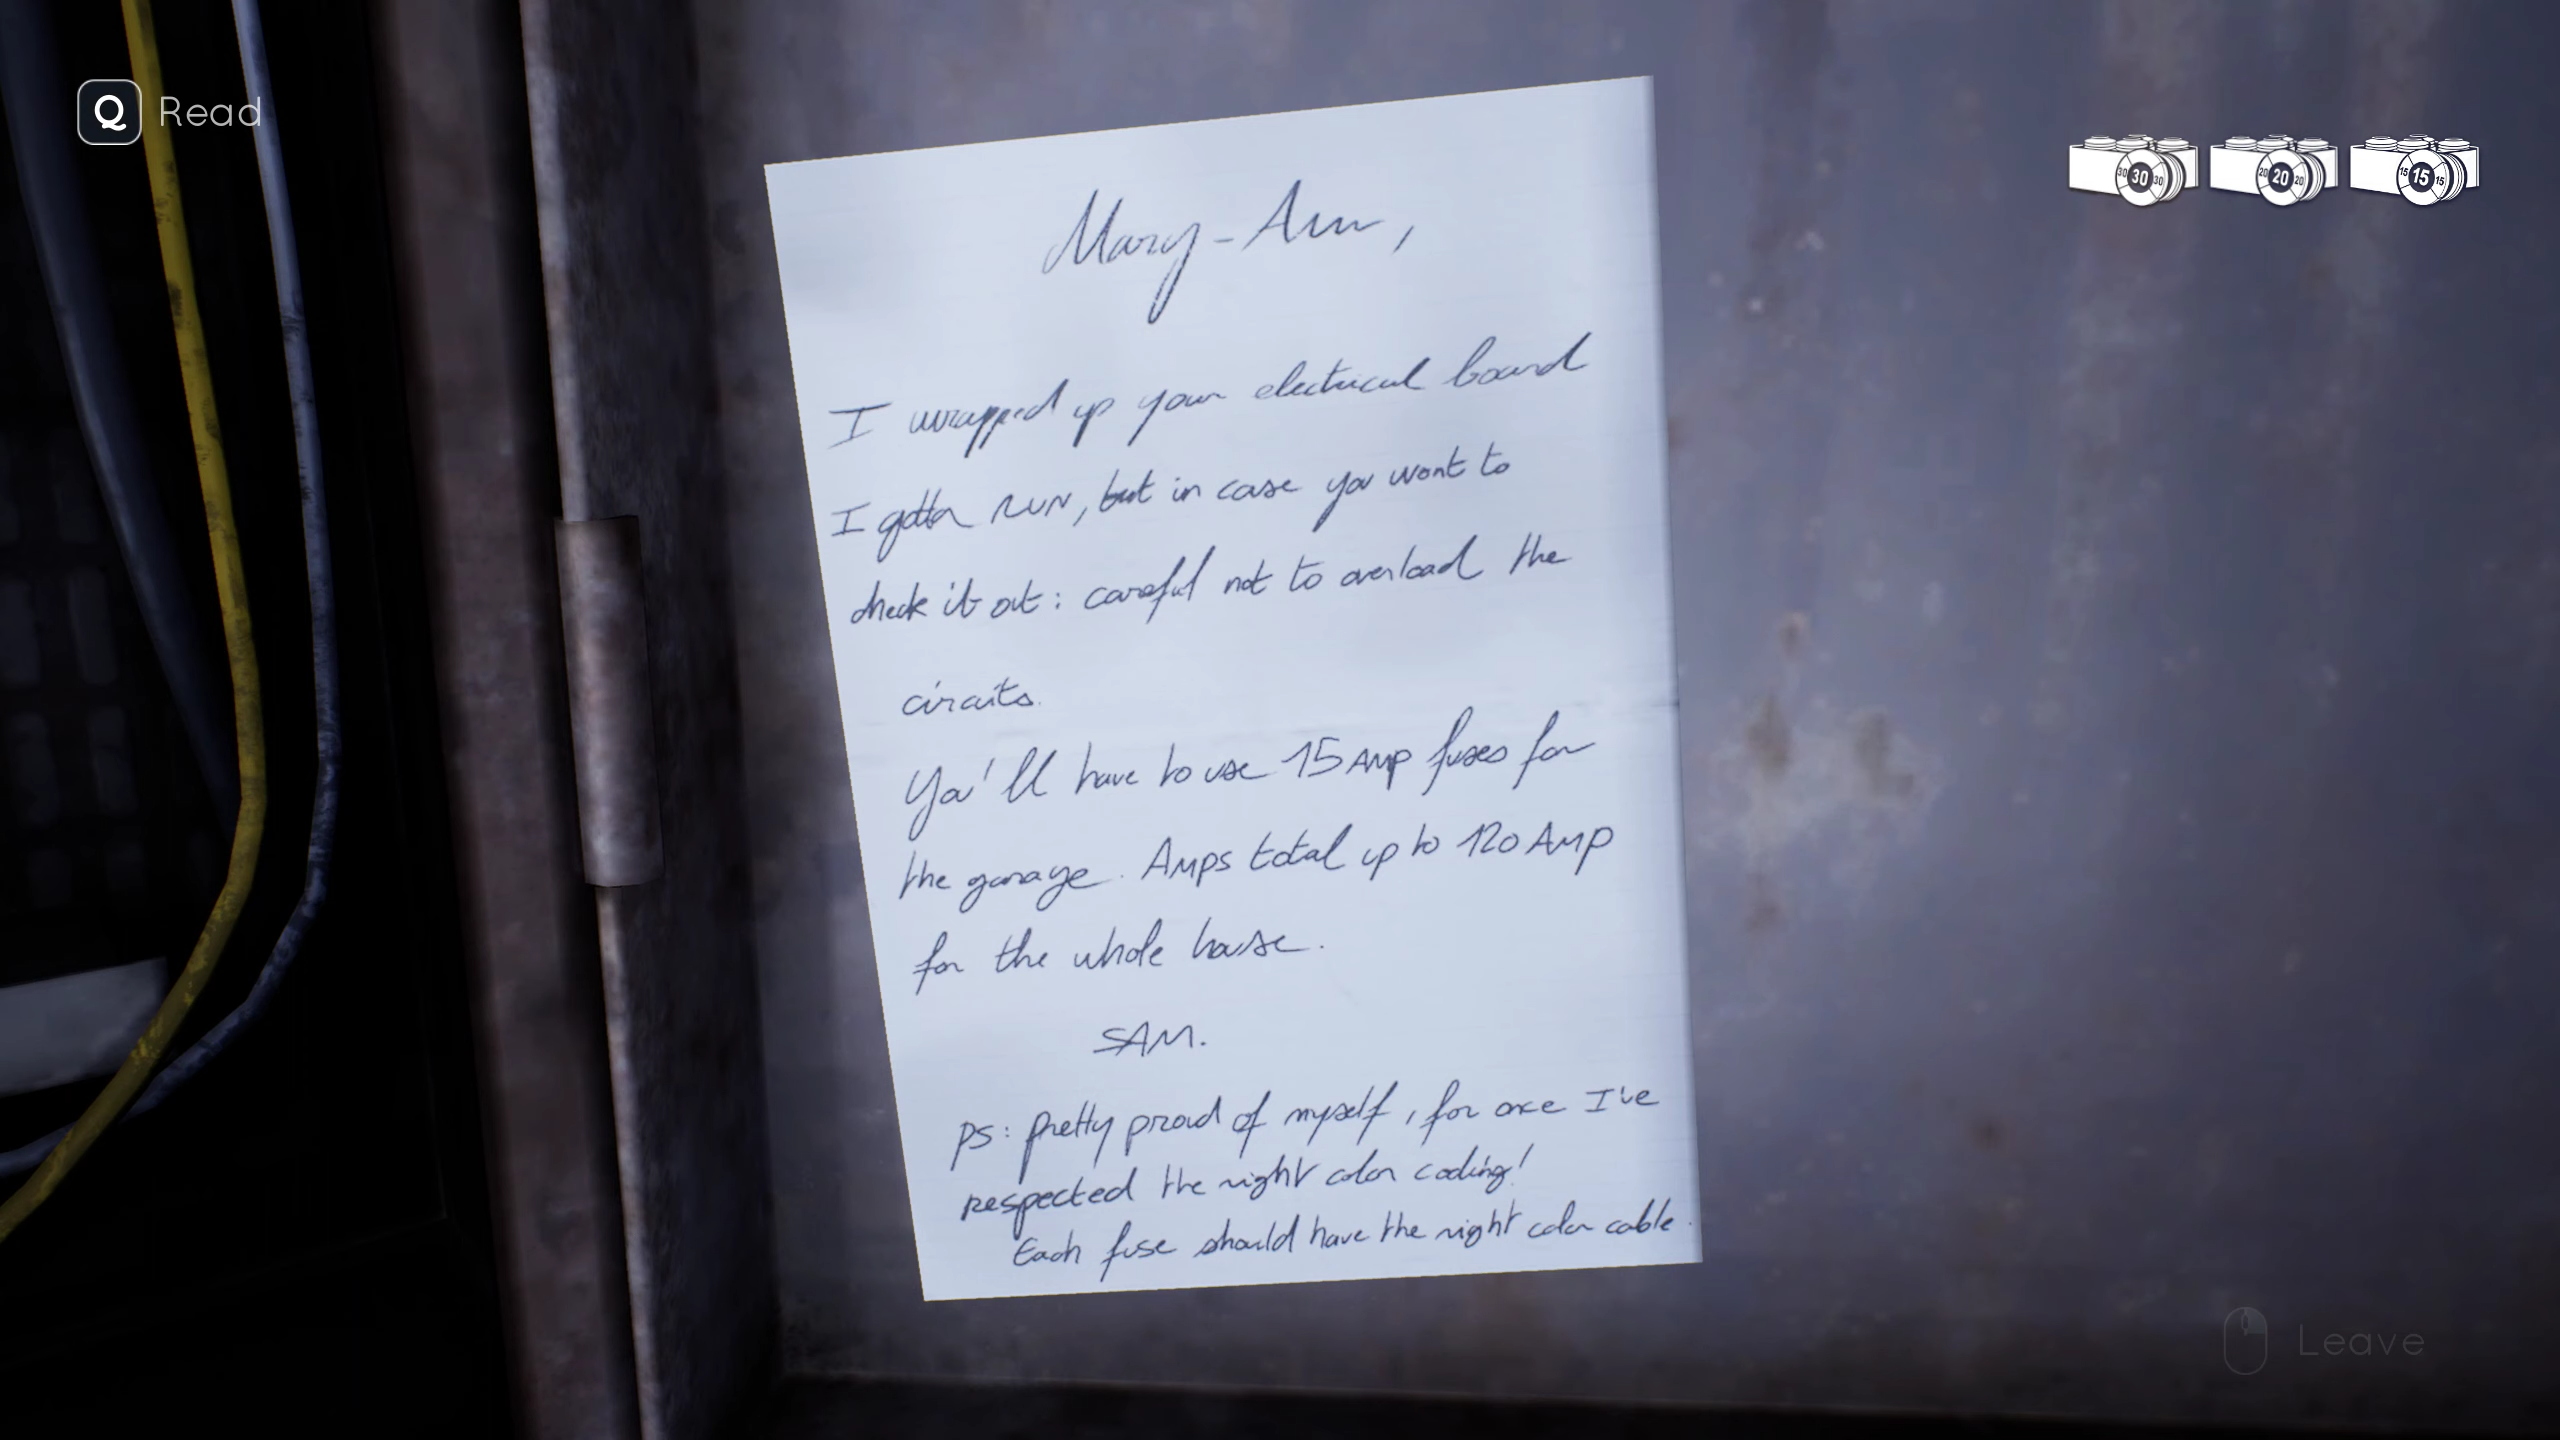 Q Read
30 30 30 20 20 20 15 15 15
Mary-Ann,
I wrapped up your electrical board
I gotta RUN, but in case you want to
check it out: careful not to overload the
circuits.
You'll have to use 15 AMP fuses for
the garage. AMPS total up to 120 AMP
for the whole house.
SAM.
PS: Pretty proud of myself, for once I've
respected the right color coding!
Each fuse should have the right color cable.
Leave